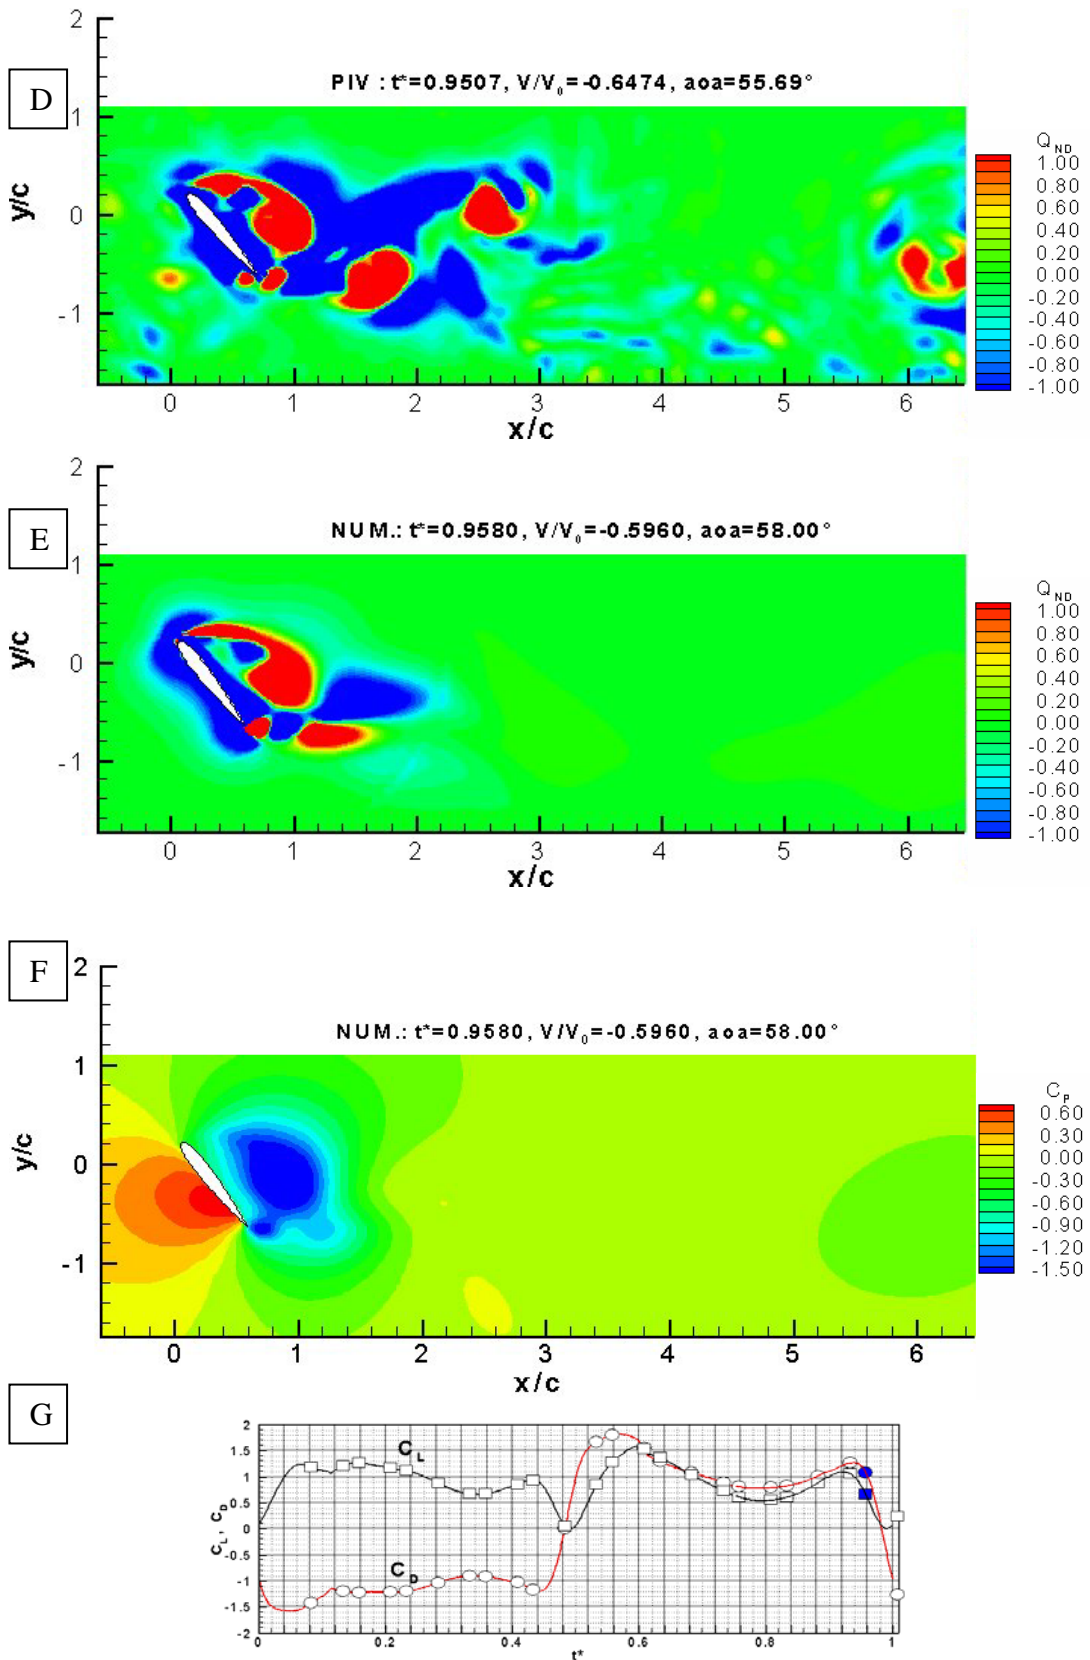 D
PIV : t*=0.9507, V/V0=-0.6474, aoa=55.69°
2
1
0
-1
y/c
0 1 2 3 4 5 6
x/c
Q ND
1.00
0.80
0.60
0.40
0.20
0.00
-0.20
-0.40
-0.60
-0.80
-1.00
E
NUM.: t*=0.9580, V/V0=-0.5960, aoa=58.00°
2
1
0
-1
y/c
0 1 2 3 4 5 6
x/c
Q ND
1.00
0.80
0.60
0.40
0.20
0.00
-0.20
-0.40
-0.60
-0.80
-1.00
F
NUM.: t*=0.9580, V/V0=-0.5960, aoa=58.00°
2
1
0
-1
y/c
0 1 2 3 4 5 6
x/c
C P
0.60
0.30
0.00
-0.30
-0.60
-0.90
-1.20
-1.50
G
2
1.5
1
0.5
0
-0.5
-1
-1.5
-2
C L , C D
C L
C D
0 0.2 0.4 0.6 0.8 1
t*